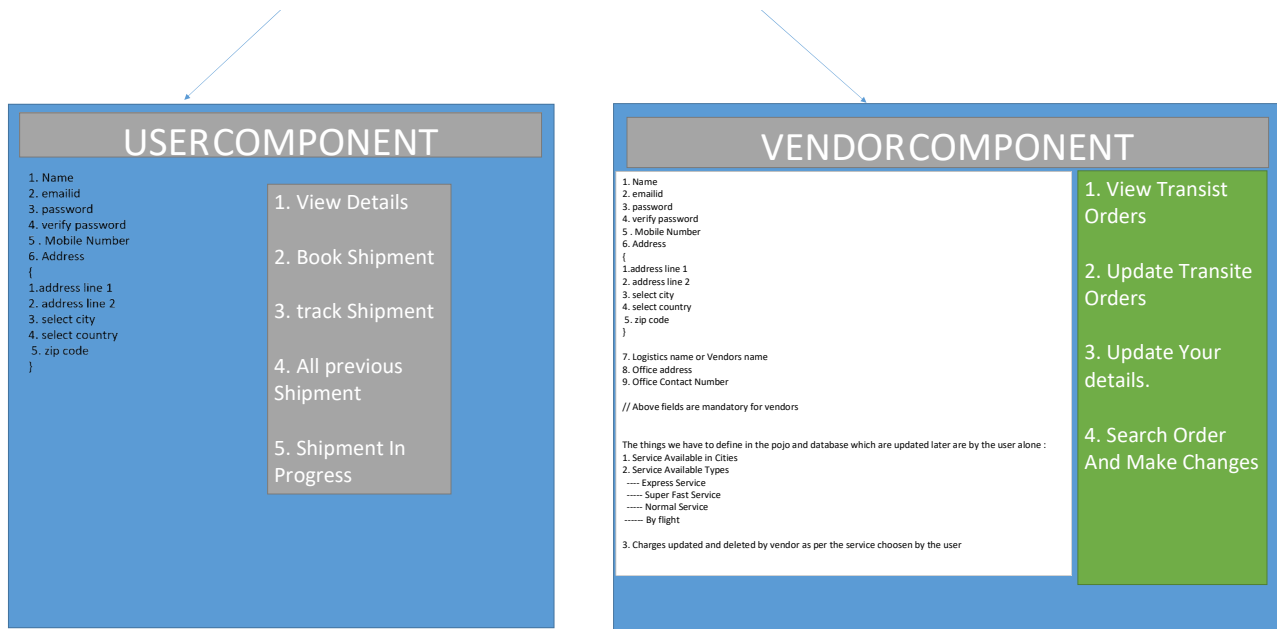 USER COMPONENT
1. Name
2. emailid
3. password
4. verify password
5 . Mobile Number
6. Address
{
1.address line 1
2. address line 2
3. select city
4. select country
5. zip code
}
1. View Details
2. Book Shipment
3. track Shipment
4. All previous
Shipment
5. Shipment In
Progress
VENDOR COMPONENT
1. Name
2. emailid
3. password
4. verify password
5 . Mobile Number
6. Address
{
1.address line 1
2. address line 2
3. select city
4. select country
5. zip code
}
7. Logistics name or Vendors name
8. Office address
9. Office Contact Number
// Above fields are mandatory for vendors
The things we have to define in the pojo and database which are updated later are by the user alone :
1. Service Available in Cities
2. Service Available Types
---- Express Service
----- Super Fast Service
----- Normal Service
------ By flight
3. Charges updated and deleted by vendor as per the service choosen by the user
1. View Transist
Orders
2. Update Transite
Orders
3. Update Your
details.
4. Search Order
And Make Changes